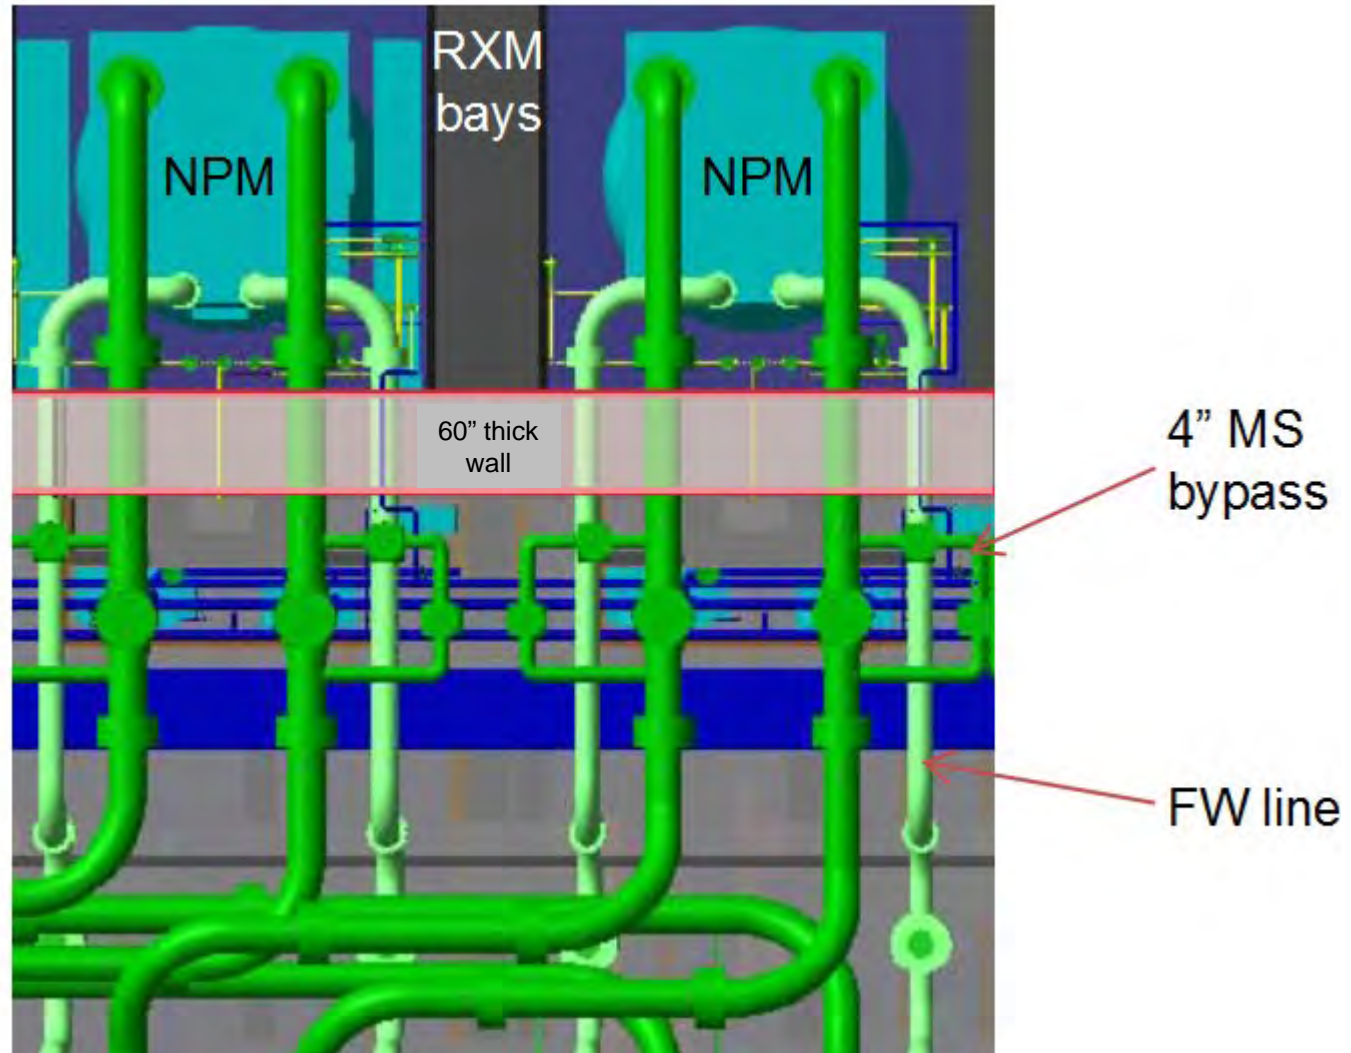 RXM
bays
NPM
NPM
60” thick
wall
4” MS
bypass
FW line